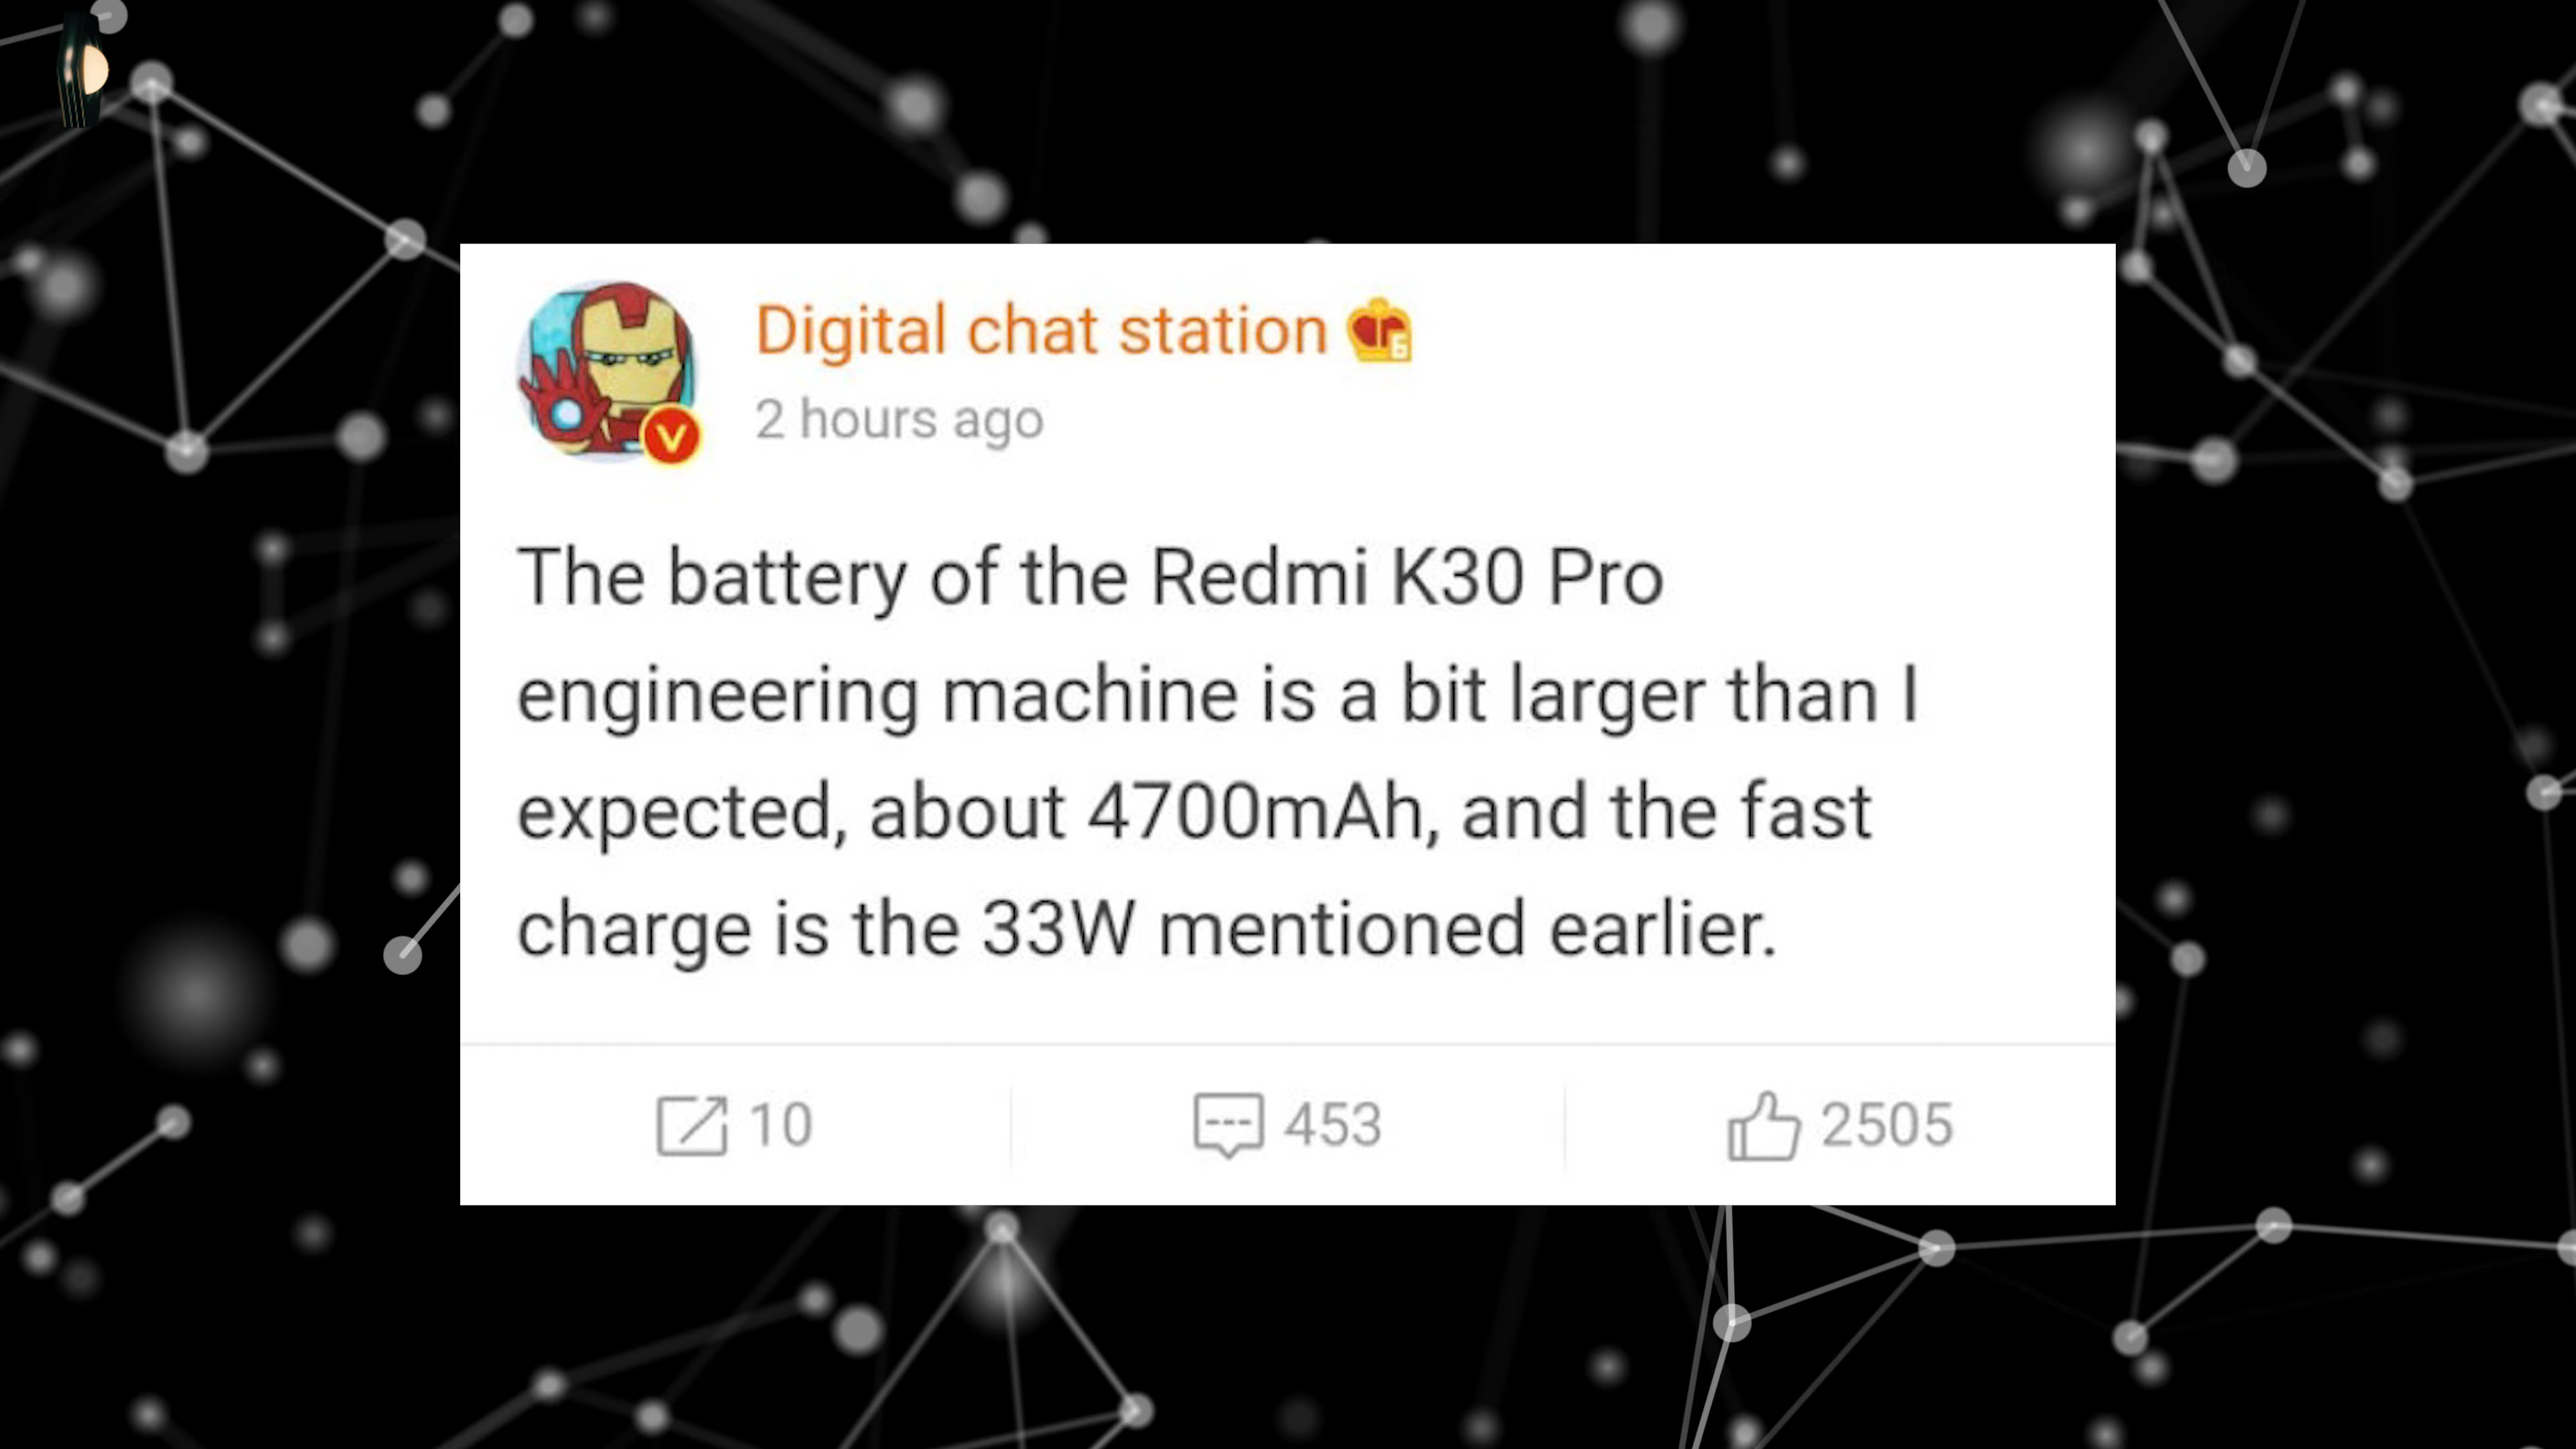 Digital chat station
2 hours ago
The battery of the Redmi K30 Pro
engineering machine is a bit larger than I
expected, about 4700mAh, and the fast
charge is the 33W mentioned earlier.
10
453
2505